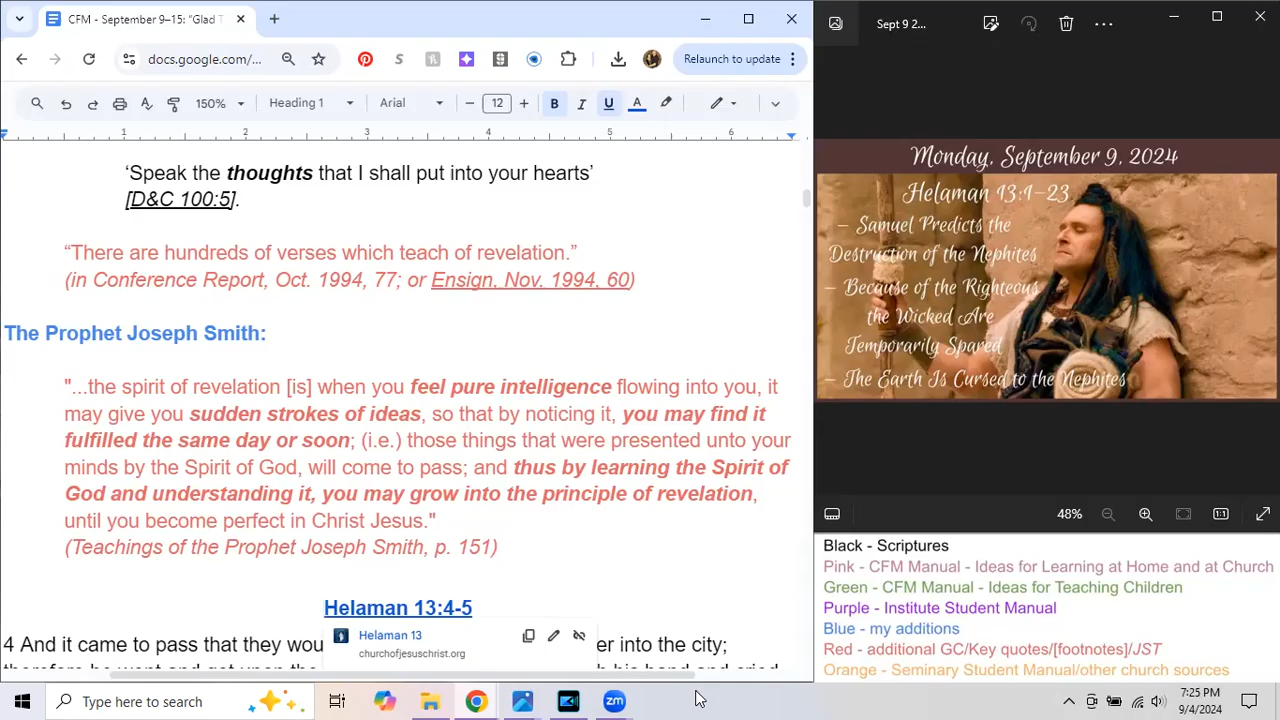 CFM - September 9–15: “Glad T
Sept 9 2...
docs.google.com/...
Relaunch to update
150%
Heading 1
Arial
12
B
I
U
A
1
2
3
4
5
6
‘Speak the thoughts that I shall put into your hearts’
[D&C 100:5].
“There are hundreds of verses which teach of revelation.”
(in Conference Report, Oct. 1994, 77; or Ensign, Nov. 1994, 60)
The Prophet Joseph Smith:
"...the spirit of revelation [is] when you feel pure intelligence flowing into you, it
may give you sudden strokes of ideas, so that by noticing it, you may find it
fulfilled the same day or soon; (i.e.) those things that were presented unto your
minds by the Spirit of God, will come to pass; and thus by learning the Spirit of
God and understanding it, you may grow into the principle of revelation,
until you become perfect in Christ Jesus."
(Teachings of the Prophet Joseph Smith, p. 151)
Helaman 13:4-5
Helaman 13
churchofjesuschrist.org
4 And it came to pass that they wou
er into the city;
Monday, September 9, 2024
Helaman 13:1-23
– Samuel Predicts the
Destruction of the Nephites
– Because of the Righteous
the Wicked Are
Temporarily Spared
– The Earth Is Cursed to the Nephites
48%
1:1
Black - Scriptures
Pink - CFM Manual - Ideas for Learning at Home and at Church
Green - CFM Manual - Ideas for Teaching Children
Purple - Institute Student Manual
Blue - my additions
Red - additional GC/Key quotes/[footnotes]/JST
Orange - Seminary Student Manual/other church sources
Type here to search
zm
7:25 PM
9/4/2024